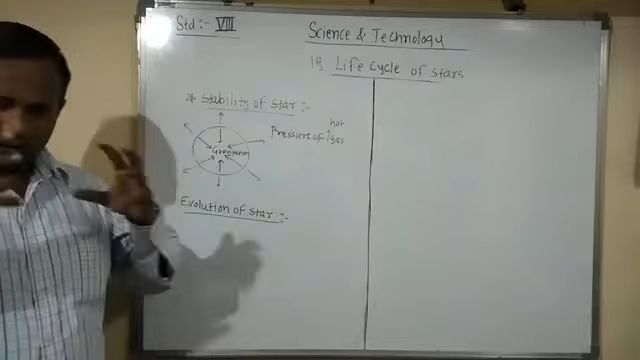 Std:- VIII
Science & Technology
19 Life Cycle of stars
* Stability of Star :-
Pressure of hot gas
Gravitation
Evolution of Star :-